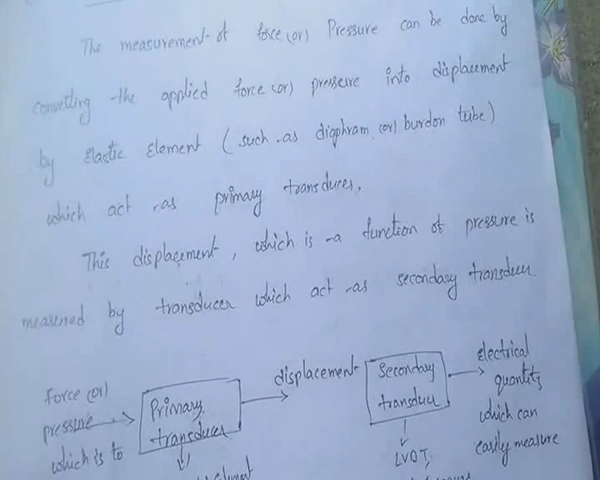 The measurement of force (or) Pressure can be done by
converting the applied force (or) pressure into displacement
by Elastic Element (such as diaphram (or) burdon tube)
which act as primary transducer.
This displacement, which is a function of pressure is
measured by transducer which act as secondary transducer
displacement
electrical
Force (or)
pressure
which is to
Primary
transducer
Secondary
transducer
quantity
which can
easily measure
LVDT,
element